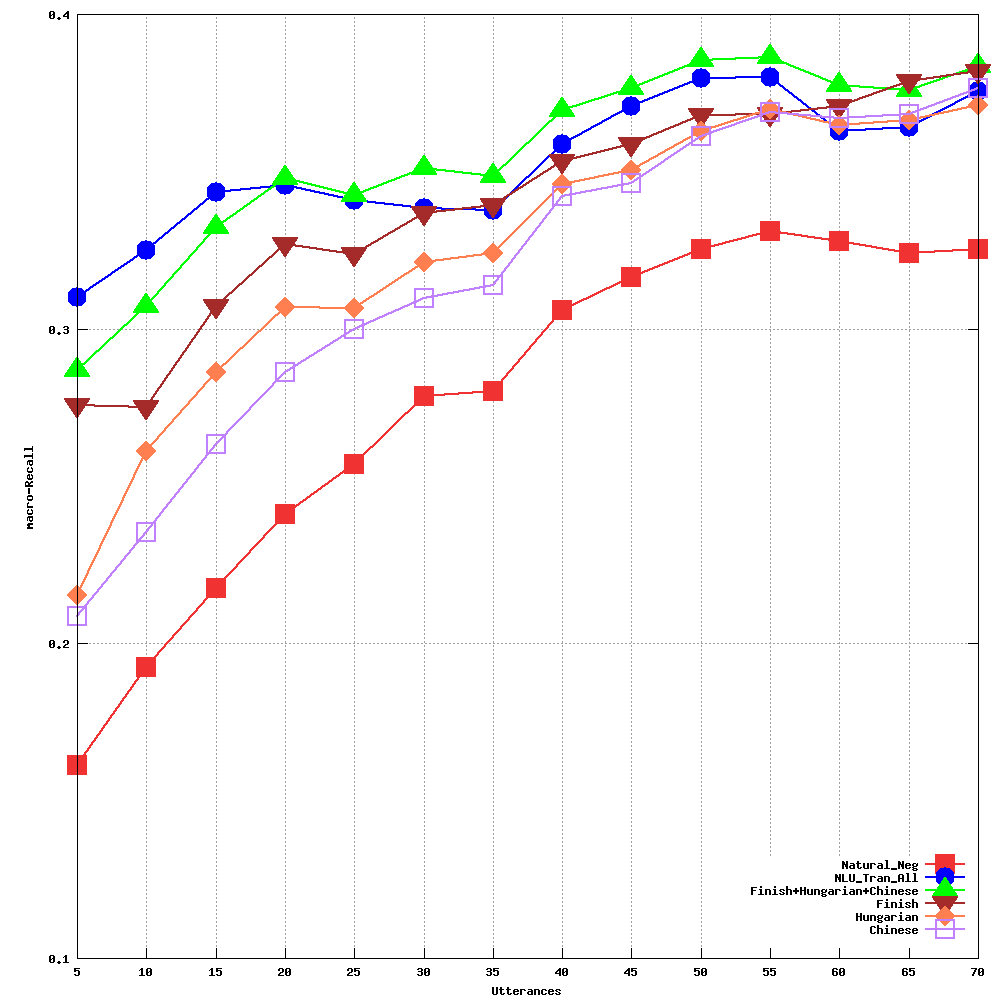 0.4
0.3
0.2
0.1
macro-Recall
5 10 15 20 25 30 35 40 45 50 55 60 65 70
Utterances
Natural_Neg
NLU_Tran_All
Finish+Hungarian+Chinese
Finish
Hungarian
Chinese